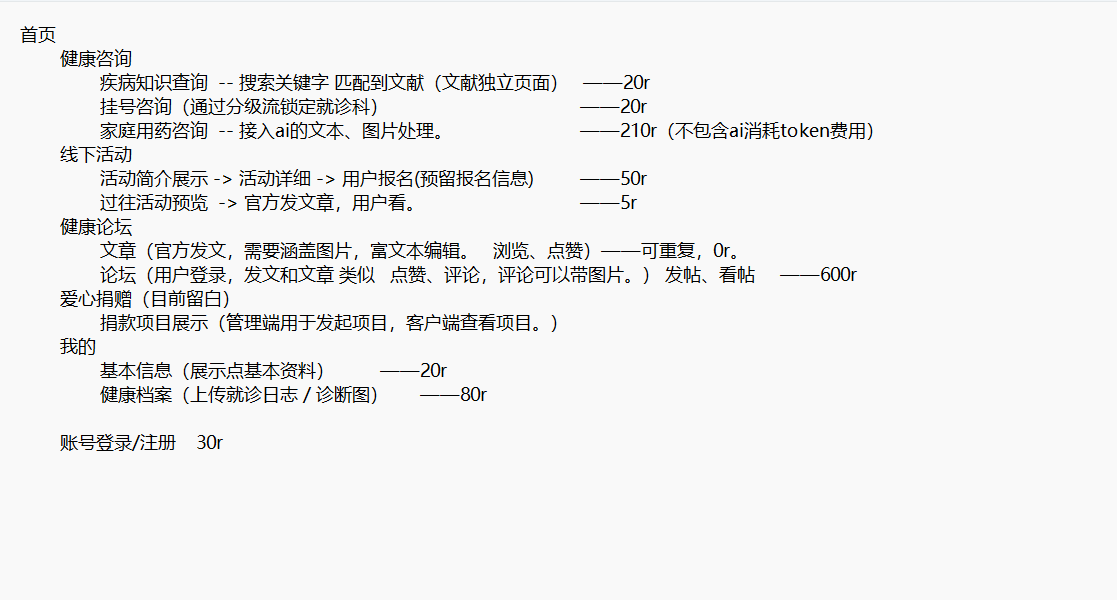 首页
健康咨询
疾病知识查询 -- 搜索关键字 匹配到文献（文献独立页面） ——20r
挂号咨询（通过分级流锁定就诊科） ——20r
家庭用药咨询 -- 接入ai的文本、图片处理。 ——210r（不包含ai消耗token费用）
线下活动
活动简介展示 -> 活动详细 -> 用户报名(预留报名信息) ——50r
过往活动预览 -> 官方发文章，用户看。 ——5r
健康论坛
文章（官方发文，需要涵盖图片，富文本编辑。 浏览、点赞）——可重复，0r。
论坛（用户登录，发文和文章 类似 点赞、评论，评论可以带图片。） 发帖、看帖 ——600r
爱心捐赠（目前留白）
捐款项目展示（管理端用于发起项目，客户端查看项目。）
我的
基本信息（展示点基本资料） ——20r
健康档案（上传就诊日志 / 诊断图） ——80r
账号登录/注册 30r